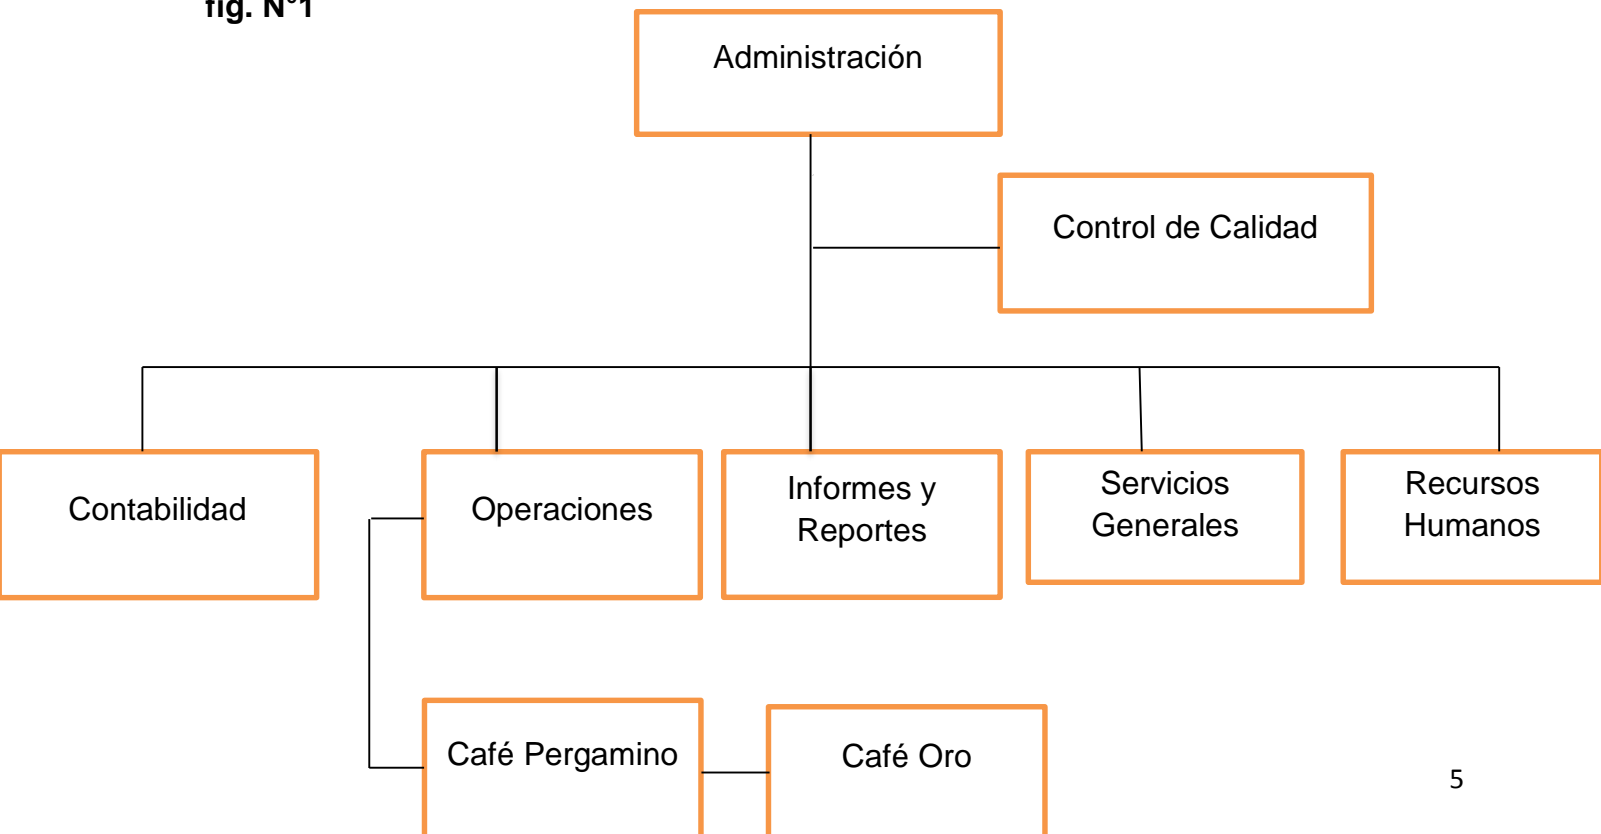 fig. N°1
Administración
Control de Calidad
Contabilidad
Operaciones
Informes y
Reportes
Servicios
Generales
Recursos
Humanos
Café Pergamino
Café Oro
5